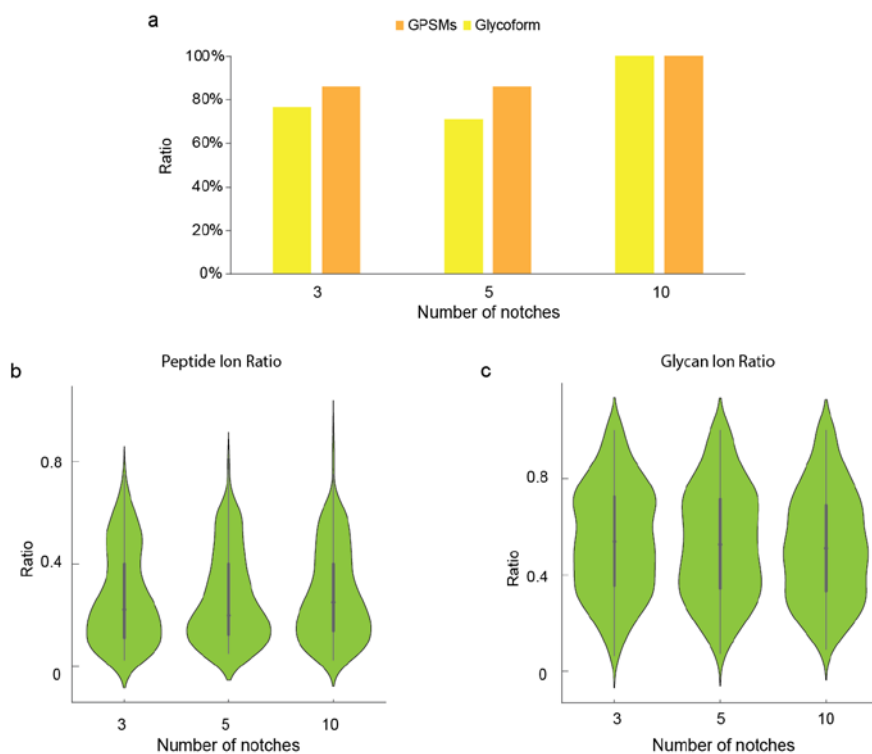 a
GPSMs Glycoform
100%
80%
60%
40%
20%
0%
Ratio
3 5 10
Number of notches
b
Peptide Ion Ratio
0.8
0.4
0
Ratio
3 5 10
Number of notches
c
Glycan Ion Ratio
0.8
0.4
0
Ratio
3 5 10
Number of notches